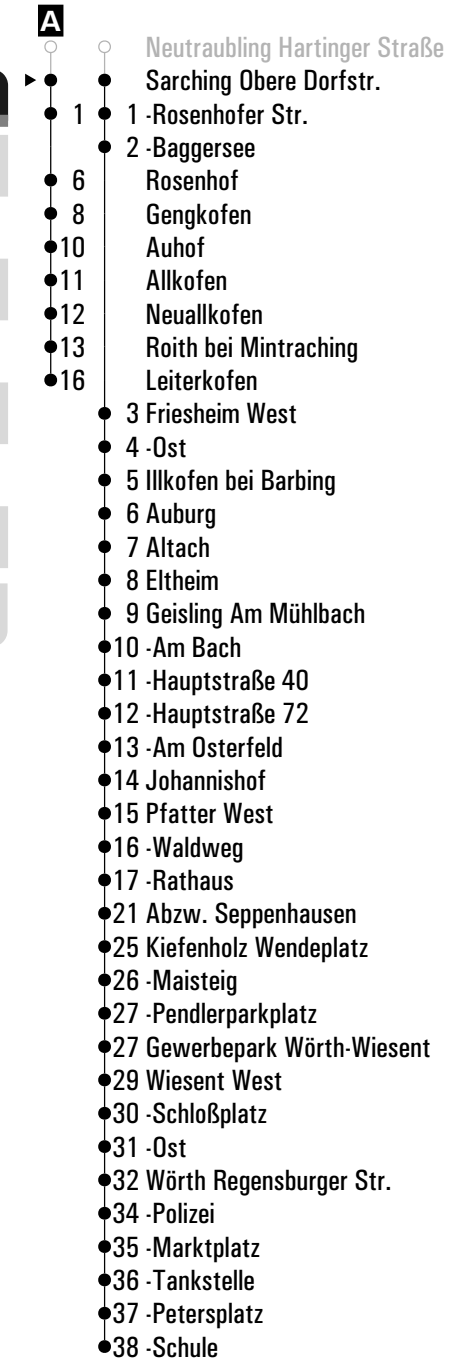 A
Neutraubling Hartinger Straße
Sarching Obere Dorfstr.
1 1 -Rosenhofer Str.
2 -Baggersee
6 Rosenhof
8 Gengkofen
10 Auhof
11 Allkofen
12 Neuallkofen
13 Roith bei Mintraching
16 Leiterkofen
3 Friesheim West
4 -Ost
5 Illkofen bei Barbing
6 Auburg
7 Altach
8 Eltheim
9 Geisling Am Mühlbach
10 -Am Bach
11 -Hauptstraße 40
12 -Hauptstraße 72
13 -Am Osterfeld
14 Johannishof
15 Pfatter West
16 -Waldweg
17 -Rathaus
21 Abzw. Seppenhausen
25 Kiefenholz Wendeplatz
26 -Maisteig
27 -Pendlerparkplatz
27 Gewerbepark Wörth-Wiesent
29 Wiesent West
30 -Schloßplatz
31 -Ost
32 Wörth Regensburger Str.
34 -Polizei
35 -Marktplatz
36 -Tankstelle
37 -Petersplatz
38 -Schule